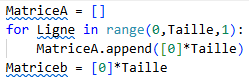 MatriceA = []
for Ligne in range(0,Taille,1):
    MatriceA.append([0]*Taille)
Matriceb = [0]*Taille